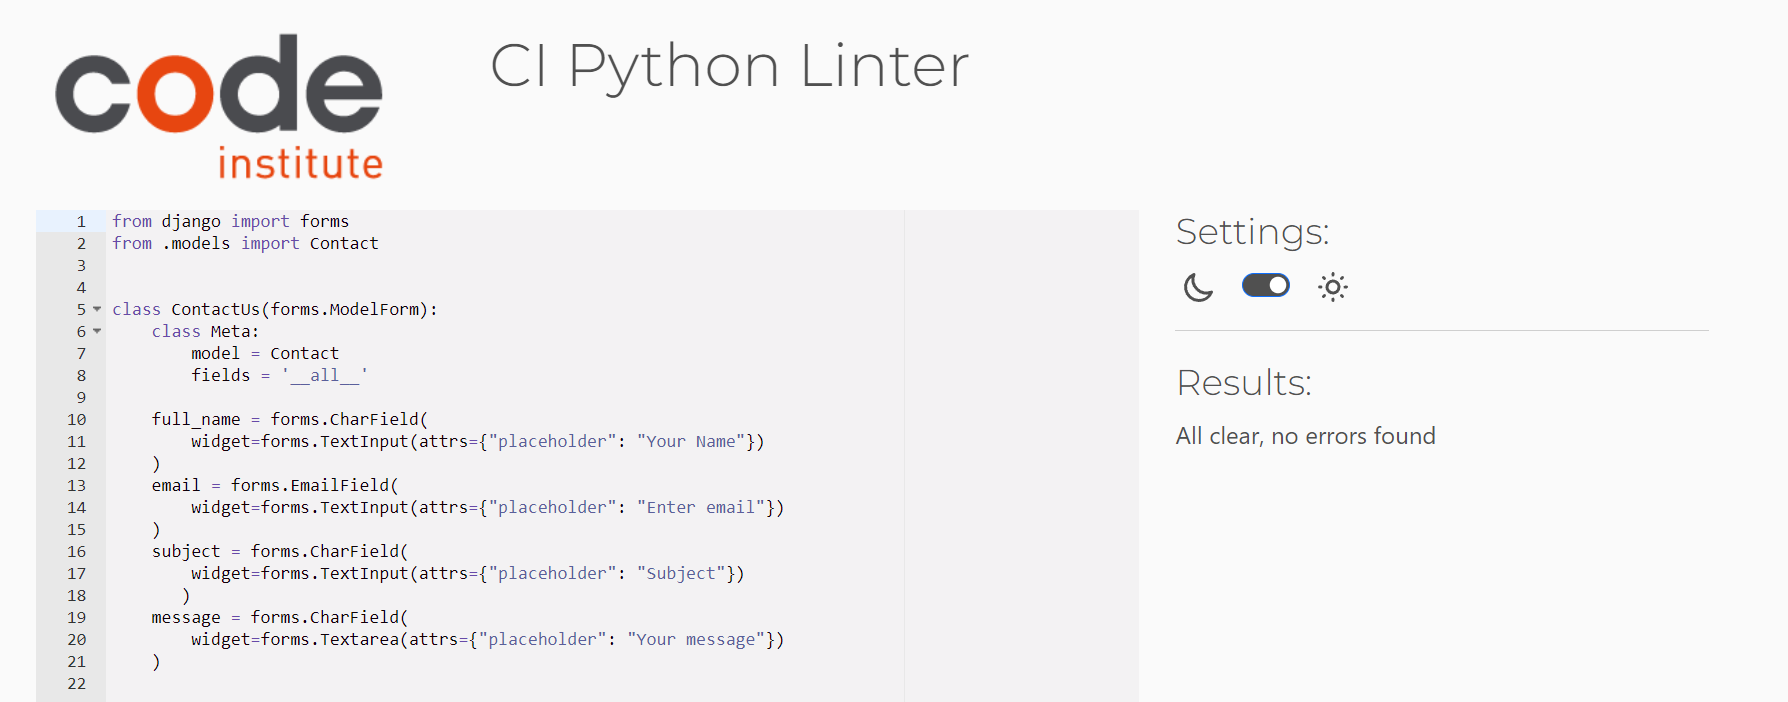 code
institute
CI Python Linter
1 from django import forms
2 from .models import Contact
3
4
5 class ContactUs(forms.ModelForm):
6     class Meta:
7         model = Contact
8         fields = '__all__'
9
10     full_name = forms.CharField(
11         widget=forms.TextInput(attrs={"placeholder": "Your Name"})
12     )
13     email = forms.EmailField(
14         widget=forms.TextInput(attrs={"placeholder": "Enter email"})
15     )
16     subject = forms.CharField(
17         widget=forms.TextInput(attrs={"placeholder": "Subject"})
18        )
19     message = forms.CharField(
20         widget=forms.Textarea(attrs={"placeholder": "Your message"})
21     )
22
Settings:
Results:
All clear, no errors found